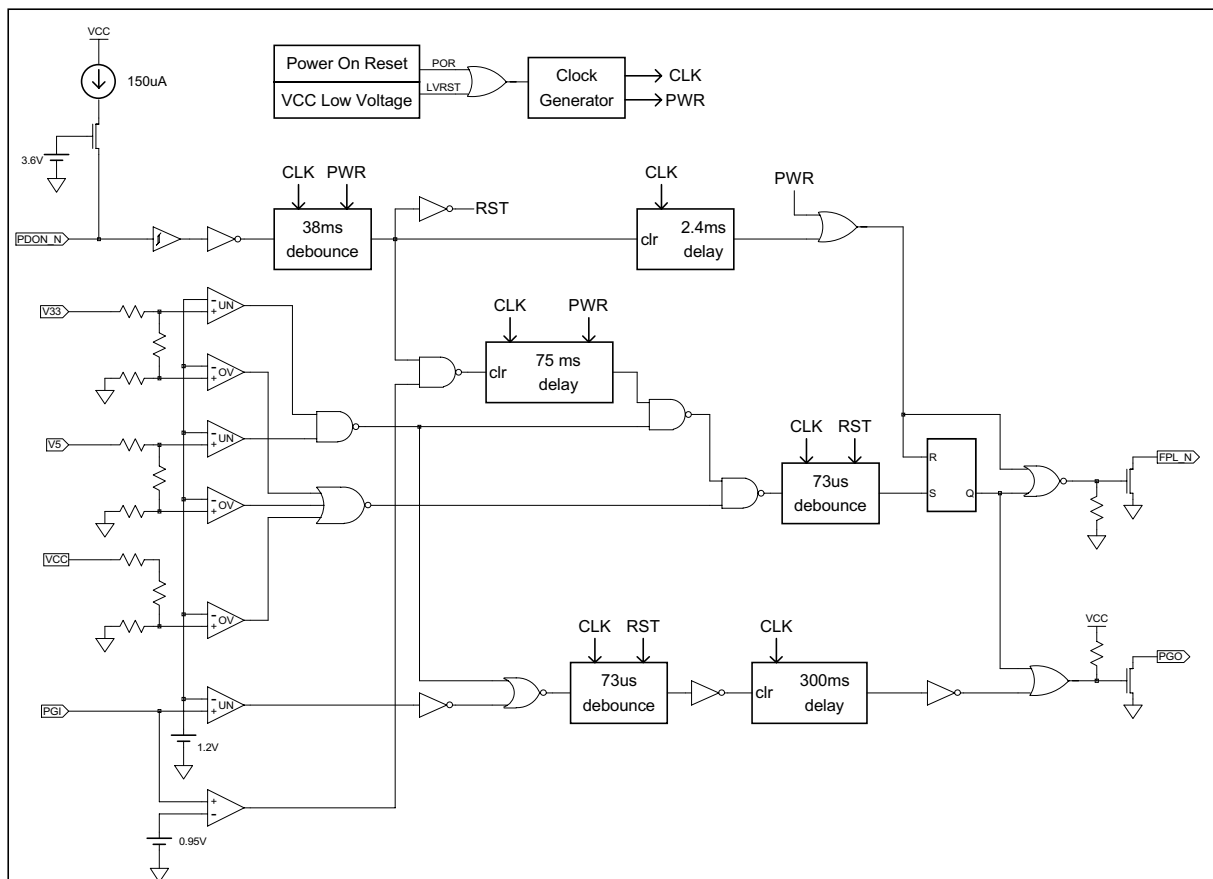 VCC
150uA
3.6V
Power On Reset
VCC Low Voltage
POR
LVRST
Clock
Generator
CLK
PWR
CLK PWR
38ms
debounce
RST
CLK
clr
2.4ms
delay
PWR
PDON_N
V33
- UN
+
- OV
+
CLK PWR
clr
75 ms
delay
V5
- UN
+
- OV
+
CLK RST
73us
debounce
R
S Q
FPL_N
VCC
- OV
+
CLK RST
73us
debounce
CLK
clr
300ms
delay
VCC
PGO
PGI
- UN
+
1.2V
+
-
0.95V